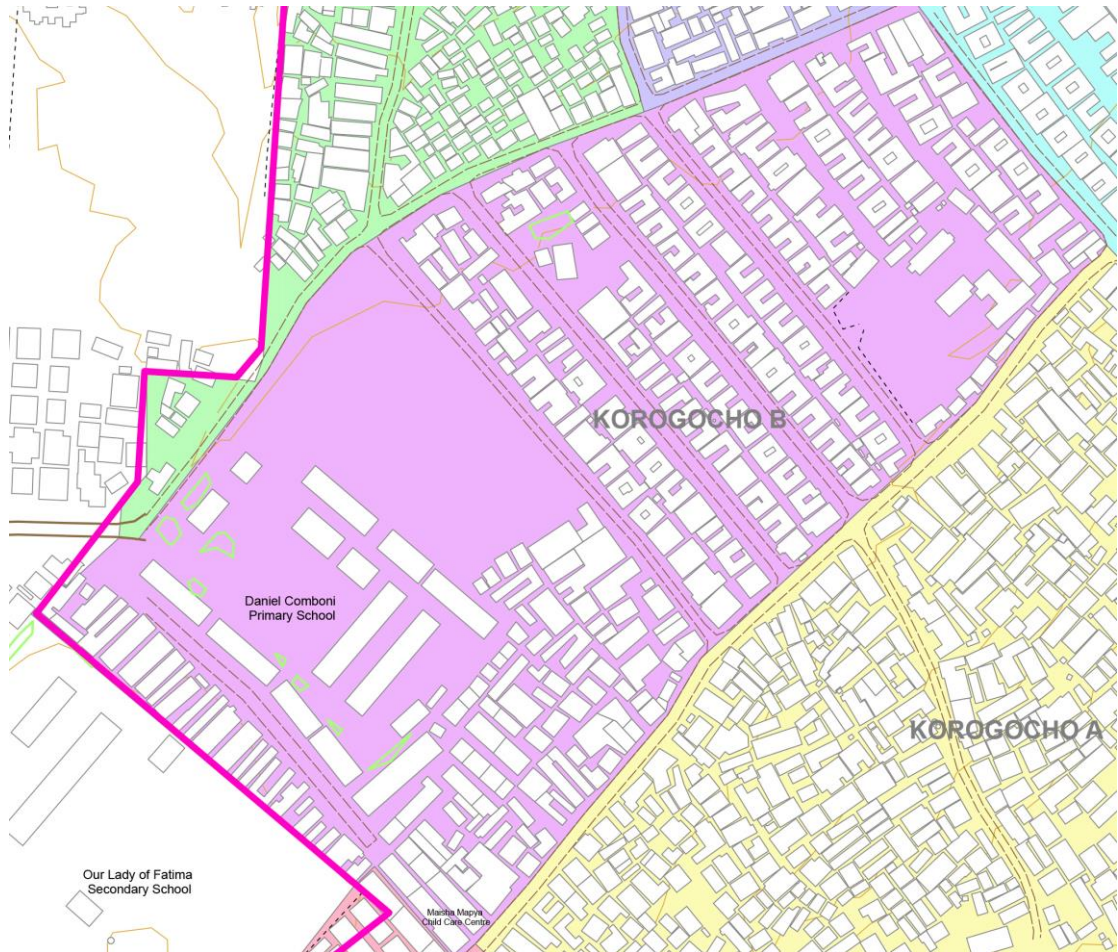 KOROGOCHO B
Daniel Comboni
Primary School
KOROGOCHO A
Our Lady of Fatima
Secondary School
Maisha Mapya
Child Care Centre